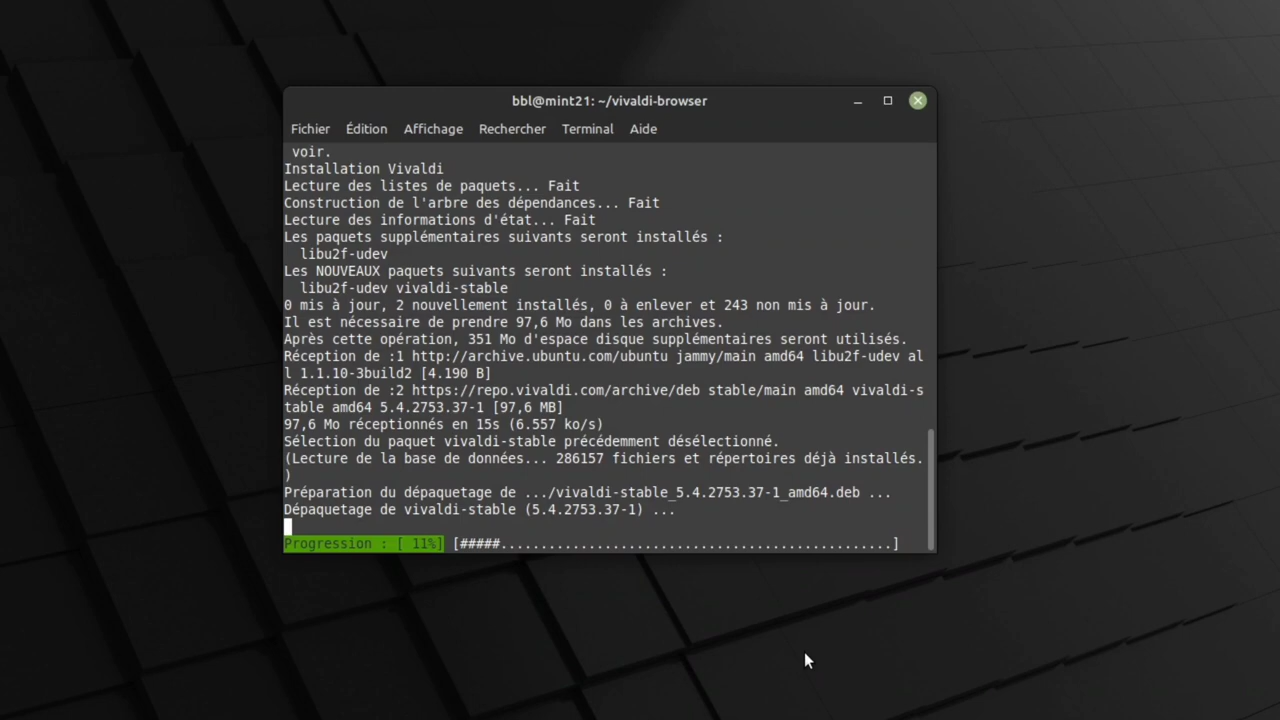 bbl@mint21: ~/vivaldi-browser
Fichier Édition Affichage Rechercher Terminal Aide
voir.
Installation Vivaldi
Lecture des listes de paquets... Fait
Construction de l'arbre des dépendances... Fait
Lecture des informations d'état... Fait
Les paquets supplémentaires suivants seront installés :
libu2f-udev
Les NOUVEAUX paquets suivants seront installés :
libu2f-udev vivaldi-stable
0 mis à jour, 2 nouvellement installés, 0 à enlever et 243 non mis à jour.
Il est nécessaire de prendre 97,6 Mo dans les archives.
Après cette opération, 351 Mo d'espace disque supplémentaires seront utilisés.
Réception de :1 http://archive.ubuntu.com/ubuntu jammy/main amd64 libu2f-udev al
l 1.1.10-3build2 [4.190 B]
Réception de :2 https://repo.vivaldi.com/archive/deb stable/main amd64 vivaldi-s
table amd64 5.4.2753.37-1 [97,6 MB]
97,6 Mo réceptionnés en 15s (6.557 ko/s)
Sélection du paquet vivaldi-stable précédemment désélectionné.
(Lecture de la base de données... 286157 fichiers et répertoires déjà installés.
)
Préparation du dépaquetage de .../vivaldi-stable_5.4.2753.37-1_amd64.deb ...
Dépaquetage de vivaldi-stable (5.4.2753.37-1) ...
Progression : [ 11%] [#####.................................................]